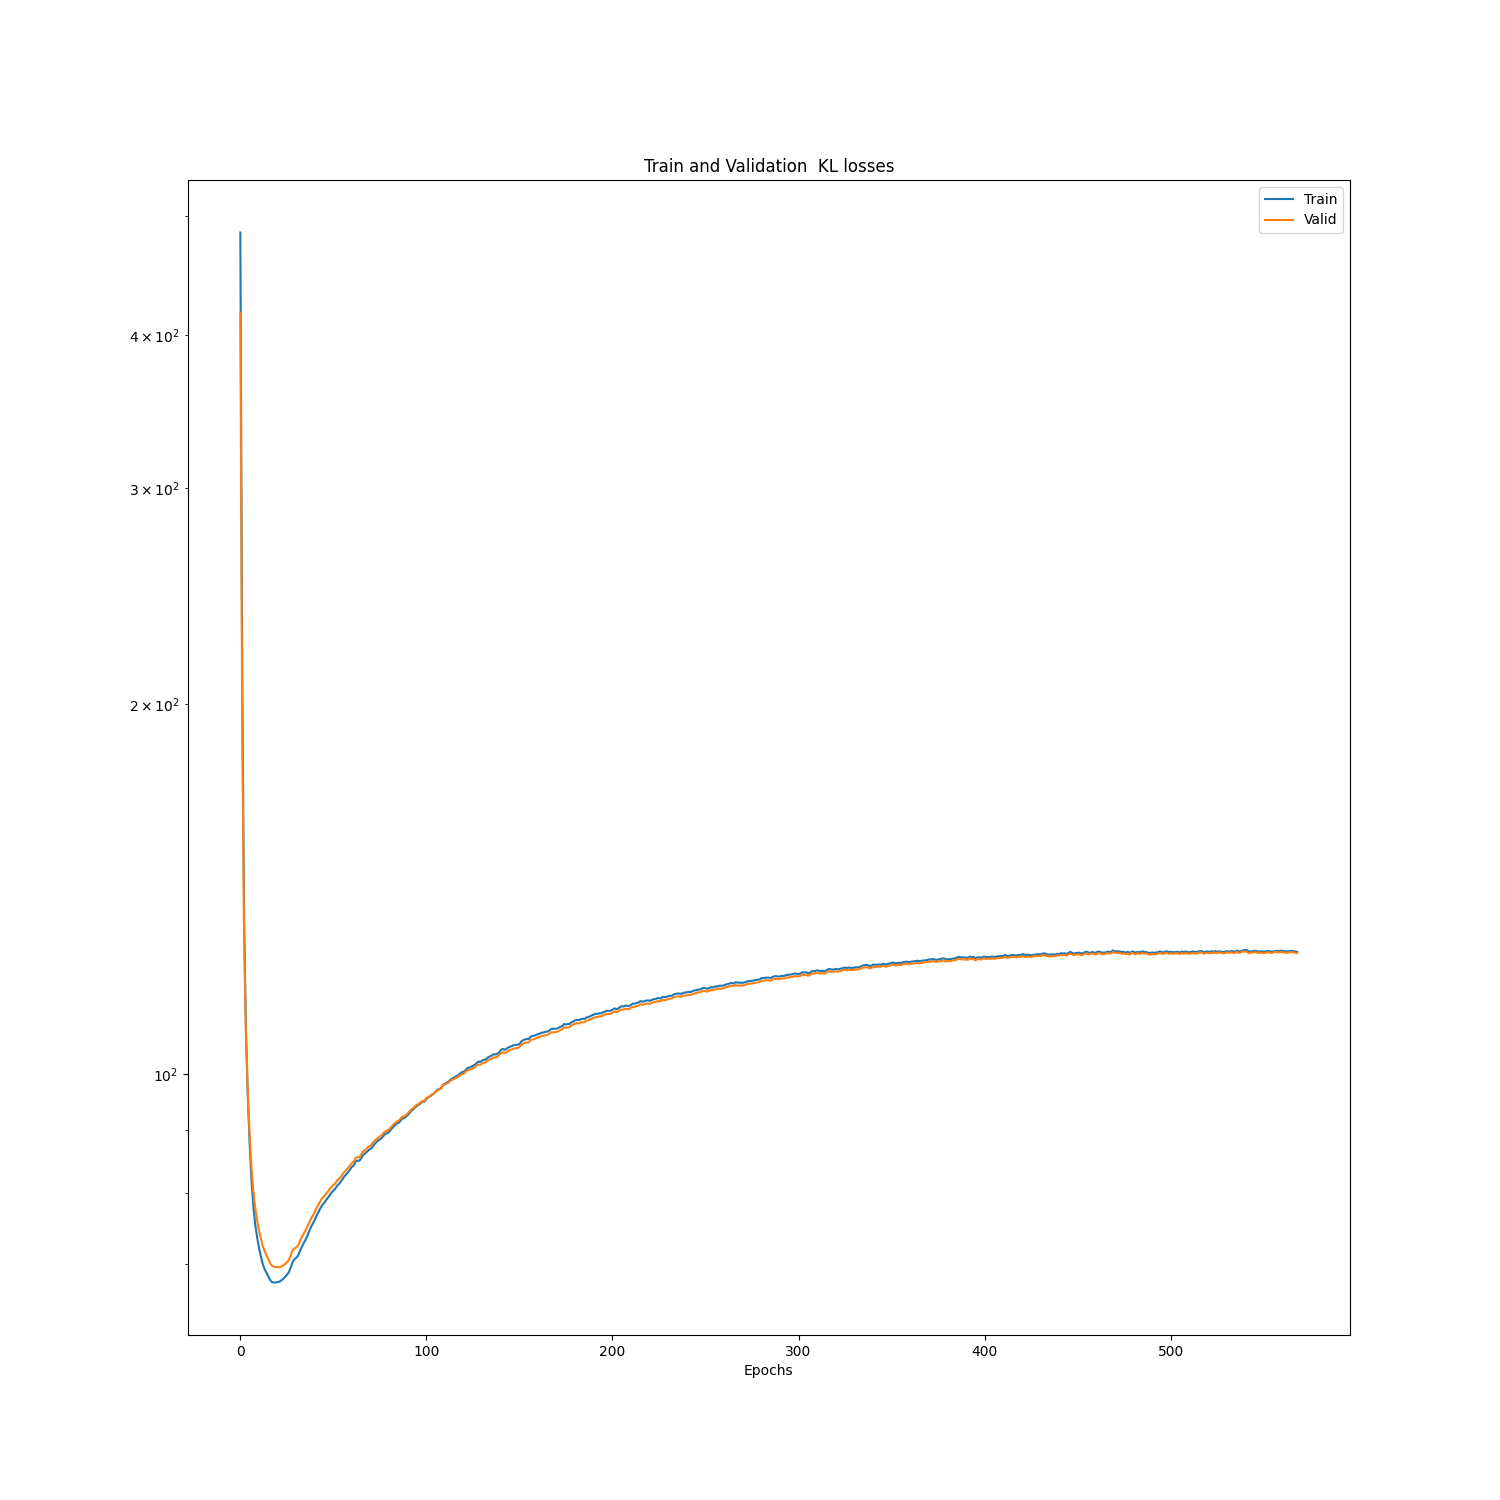 Train and Validation  KL losses
Train
Valid
4 × 10²
3 × 10²
2 × 10²
10²
0 100 200 300 400 500
Epochs